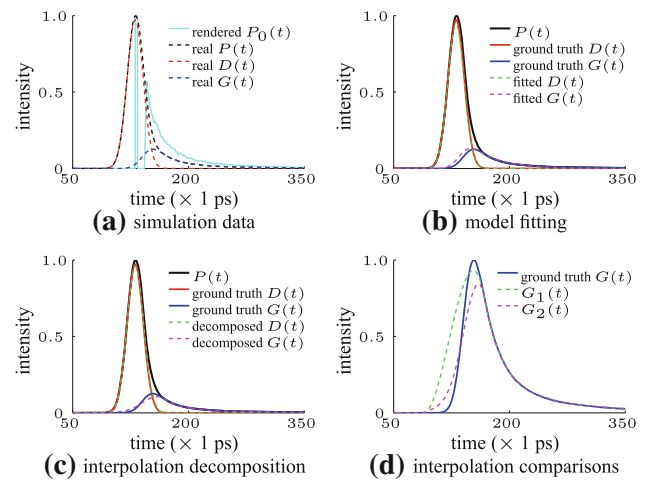 1.0
0.5
0
intensity
rendered P₀(t)
real P(t)
real D(t)
real G(t)
50 200 350
time (× 1 ps)
(a) simulation data
1.0
0.5
0
intensity
P(t)
ground truth D(t)
ground truth G(t)
fitted D(t)
fitted G(t)
50 200 350
time (× 1 ps)
(b) model fitting
1.0
0.5
0
intensity
P(t)
ground truth D(t)
ground truth G(t)
decomposed D(t)
decomposed G(t)
50 200 350
time (× 1 ps)
(c) interpolation decomposition
1.0
0.5
0
intensity
ground truth G(t)
G₁(t)
G₂(t)
50 200 350
time (× 1 ps)
(d) interpolation comparisons